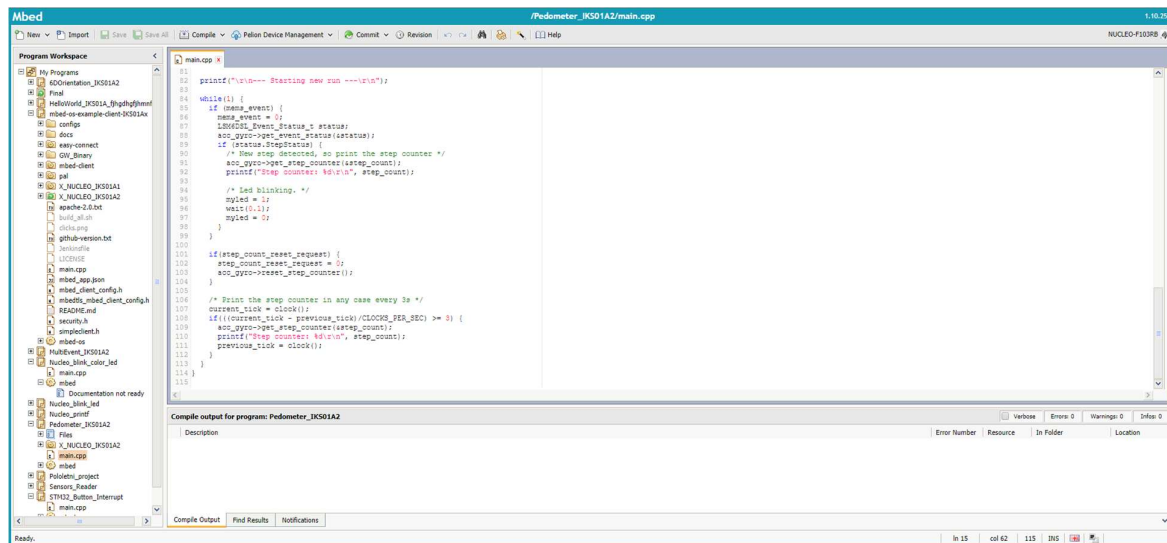 Mbed /Pedometer_IKS01A2/main.cpp 1.10.25
New Import Save Save All Compile Pelion Device Management Commit Revision Help NUCLEO-F103RB
Program Workspace <
My Programs
6DOrientation_IKS01A2
Final
HelloWorld_IKS01A_fjhgdhgfjhmnf
mbed-os-example-client-IKS01Ax
configs
docs
easy-connect
GW_Binary
mbed-client
pal
X_NUCLEO_IKS01A1
X_NUCLEO_IKS01A2
apache-2.0.txt
build_all.sh
clicks.png
github-version.txt
Jenkinsfile
LICENSE
main.cpp
mbed_app.json
mbed_client_config.h
mbedtls_mbed_client_config.h
README.md
security.h
simpleclient.h
mbed-os
MultiEvent_IKS01A2
Nucleo_blink_color_led
main.cpp
mbed
Documentation not ready
Nucleo_blink_led
Nucleo_printf
Pedometer_IKS01A2
Files
X_NUCLEO_IKS01A2
main.cpp
mbed
Pololetni_project
Sensors_Reader
STM32_Button_Interrupt
main.cpp
main.cpp x
81
82 printf("\r\n--- Starting new run ---\r\n");
83
84 while(1) {
85 if (mems_event) {
86 mems_event = 0;
87 LSM6DSL_Event_Status_t status;
88 acc_gyro->get_event_status(&status);
89 if (status.StepStatus) {
90 /* New step detected, so print the step counter */
91 acc_gyro->get_step_counter(&step_count);
92 printf("Step counter: %d\r\n", step_count);
93
94 /* Led blinking. */
95 myled = 1;
96 wait(0.1);
97 myled = 0;
98 }
99 }
100
101 if(step_count_reset_request) {
102 step_count_reset_request = 0;
103 acc_gyro->reset_step_counter();
104 }
105
106 /* Print the step counter in any case every 3s */
107 current_tick = clock();
108 if(((current_tick - previous_tick)/CLOCKS_PER_SEC) >= 3) {
109 acc_gyro->get_step_counter(&step_count);
110 printf("Step counter: %d\r\n", step_count);
111 previous_tick = clock();
112 }
113 }
114 }
115
Compile output for program: Pedometer_IKS01A2 Verbose Errors: 0 Warnings: 0 Infos: 0
Description Error Number Resource In Folder Location
Compile Output Find Results Notifications
Ready. ln 15 col 62 115 INS